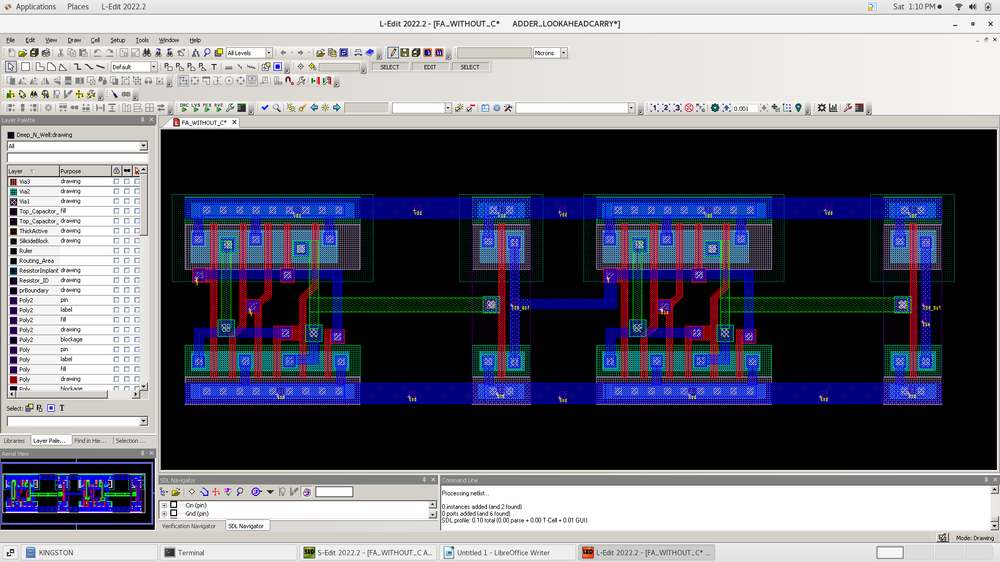 Applications Places L-Edit 2022.2
Sat 1:10 PM
L-Edit 2022.2 - [FA_WITHOUT_C* ADDER_LOOKAHEADCARRY*]
File Edit View Draw Cell Setup Tools Window Help
All Levels
Microns
Default
SELECT EDIT SELECT
DRC LVS PEX RVE
0.001
Layer Palette
FA_WITHOUT_C*
Deep_N_Well:drawing
All
Layer Purpose
Via3 drawing
Via2 drawing
Via1 drawing
Top_Capacitor_ fill
Top_Capacitor_ drawing
ThickActive drawing
SilicideBlock drawing
Ruler
Routing_Area
ResistorImplant drawing
Resistor_ID drawing
prBoundary drawing
Poly2 pin
Poly2 label
Poly2 fill
Poly2 drawing
Poly2 blockage
Poly pin
Poly label
Poly fill
Poly drawing
Poly blockage
Select:
Libraries Layer Pale... Find in Hie... Selection ...
Aerial View
Vdd Vdd Vdd Vdd Vdd Vdd Vdd
XOR_Out XOR_Out
Cin
SUM
Gnd Gnd Gnd Gnd Gnd Gnd Gnd
SDL Navigator
Cin (pin)
Gnd (pin)
Verification Navigator SDL Navigator
Command Line
Processing netlist...
0 instances added (and 2 found)
0 ports added (and 6 found)
SDL profile: 0.10 total (0.00 parse + 0.00 T-Cell + 0.01 GUI)
Mode: Drawing
KINGSTON Terminal S-Edit 2022.2 - [FA_WITHOUT_C A... Untitled 1 - LibreOffice Writer L-Edit 2022.2 - [FA_WITHOUT_C* ...